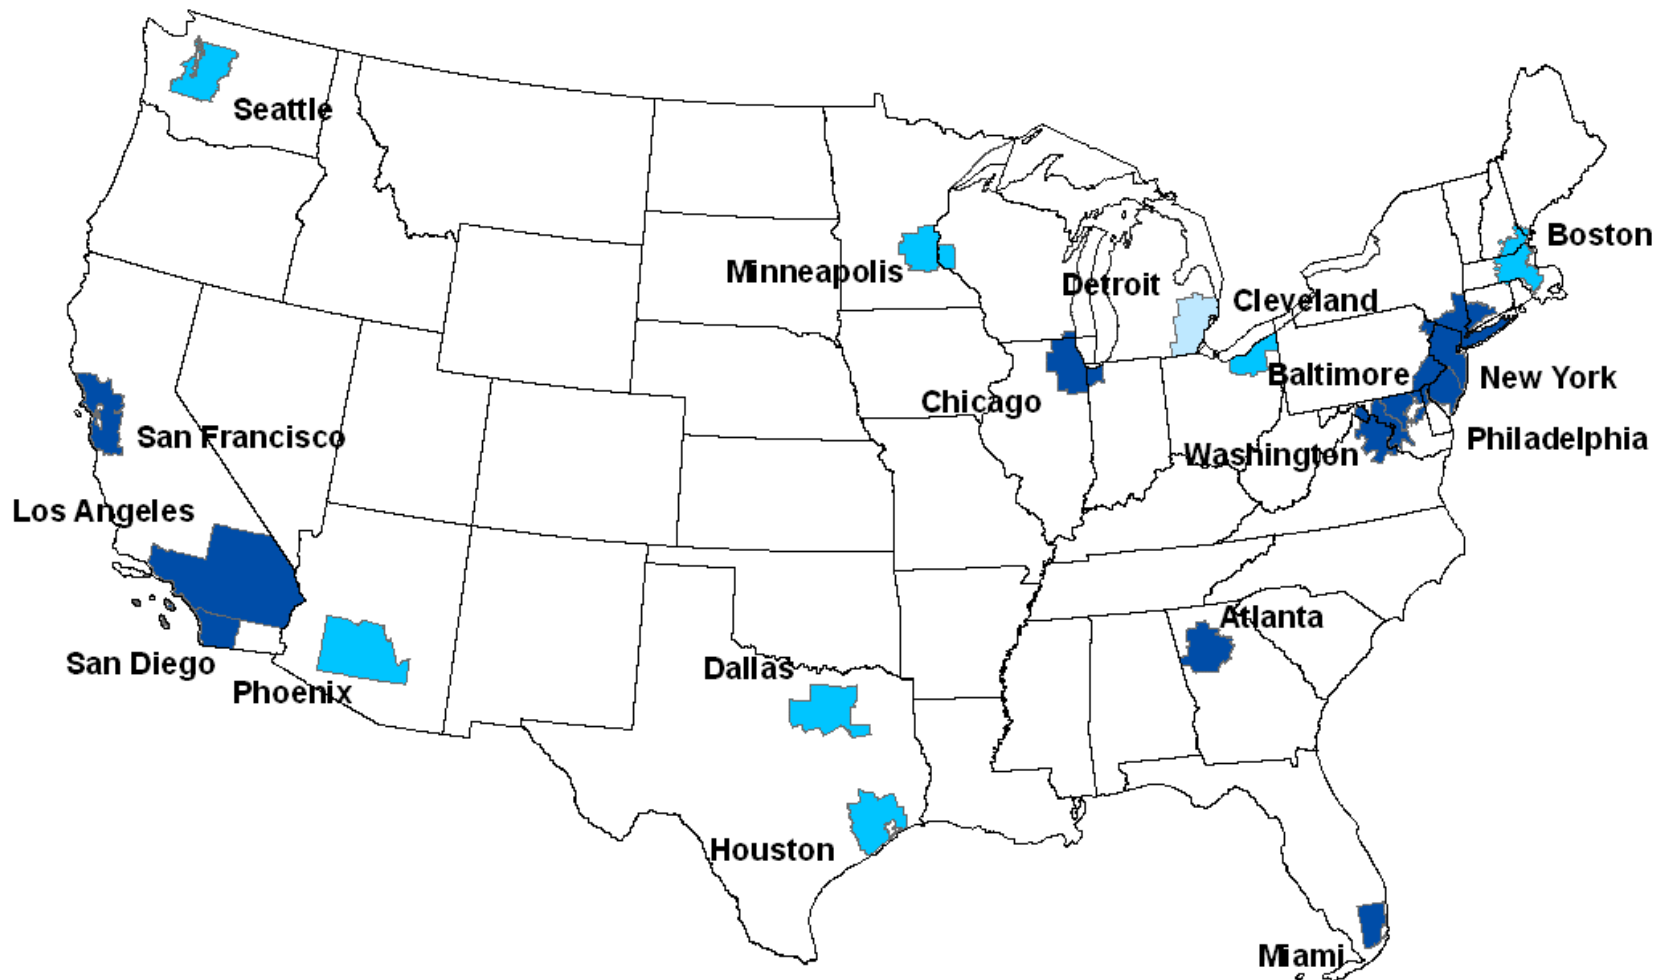 Seattle
Boston
Minneapolis
Detroit
Cleveland
Baltimore
New York
Chicago
San Francisco
Philadelphia
Washington
Los Angeles
Atlanta
San Diego
Dallas
Phoenix
Houston
Miami